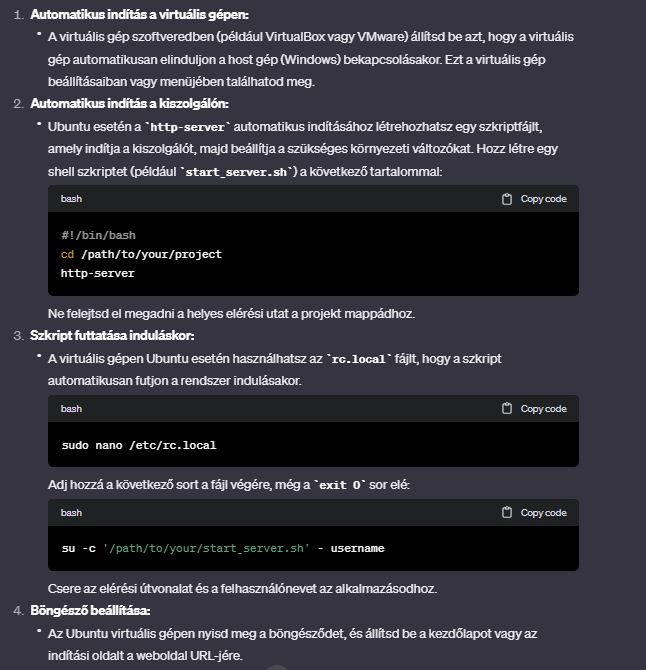 1. Automatikus indítás a virtuális gépen:
• A virtuális gép szoftveredben (például VirtualBox vagy VMware) állítsd be azt, hogy a virtuális
gép automatikusan elinduljon a host gép (Windows) bekapcsolásakor. Ezt a virtuális gép
beállításaiban vagy menüjében találhatod meg.
2. Automatikus indítás a kiszolgálón:
• Ubuntu esetén a `http-server` automatikus indításához létrehozhatsz egy szkriptfájlt,
amely indítja a kiszolgálót, majd beállítja a szükséges környezeti változókat. Hozz létre egy
shell szkriptet (például `start_server.sh`) a következő tartalommal:
bash Copy code
#!/bin/bash
cd /path/to/your/project
http-server
Ne felejtsd el megadni a helyes elérési utat a projekt mappádhoz.
3. Szkript futtatása induláskor:
• A virtuális gépen Ubuntu esetén használhatsz az `rc.local` fájlt, hogy a szkript
automatikusan futjon a rendszer indulásakor.
bash Copy code
sudo nano /etc/rc.local
Adj hozzá a következő sort a fájl végére, még a `exit 0` sor elé:
bash Copy code
su -c '/path/to/your/start_server.sh' - username
Csere az elérési útvonalat és a felhasználónevet az alkalmazásodhoz.
4. Böngésző beállítása:
• Az Ubuntu virtuális gépen nyisd meg a böngésződet, és állítsd be a kezdőlapot vagy az
indítási oldalt a weboldal URL-jére.